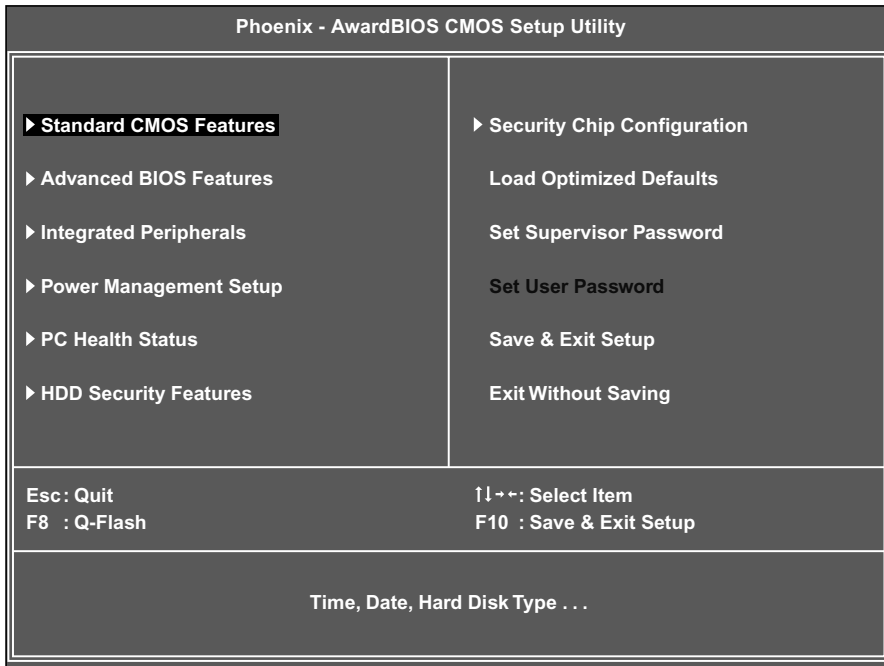 Phoenix - AwardBIOS CMOS Setup Utility
Standard CMOS Features
Advanced BIOS Features
Integrated Peripherals
Power Management Setup
PC Health Status
HDD Security Features
Security Chip Configuration
Load Optimized Defaults
Set Supervisor Password
Set User Password
Save & Exit Setup
Exit Without Saving
Esc : Quit
F8 : Q-Flash
↑↓→←: Select Item
F10 : Save & Exit Setup
Time, Date, Hard Disk Type . . .